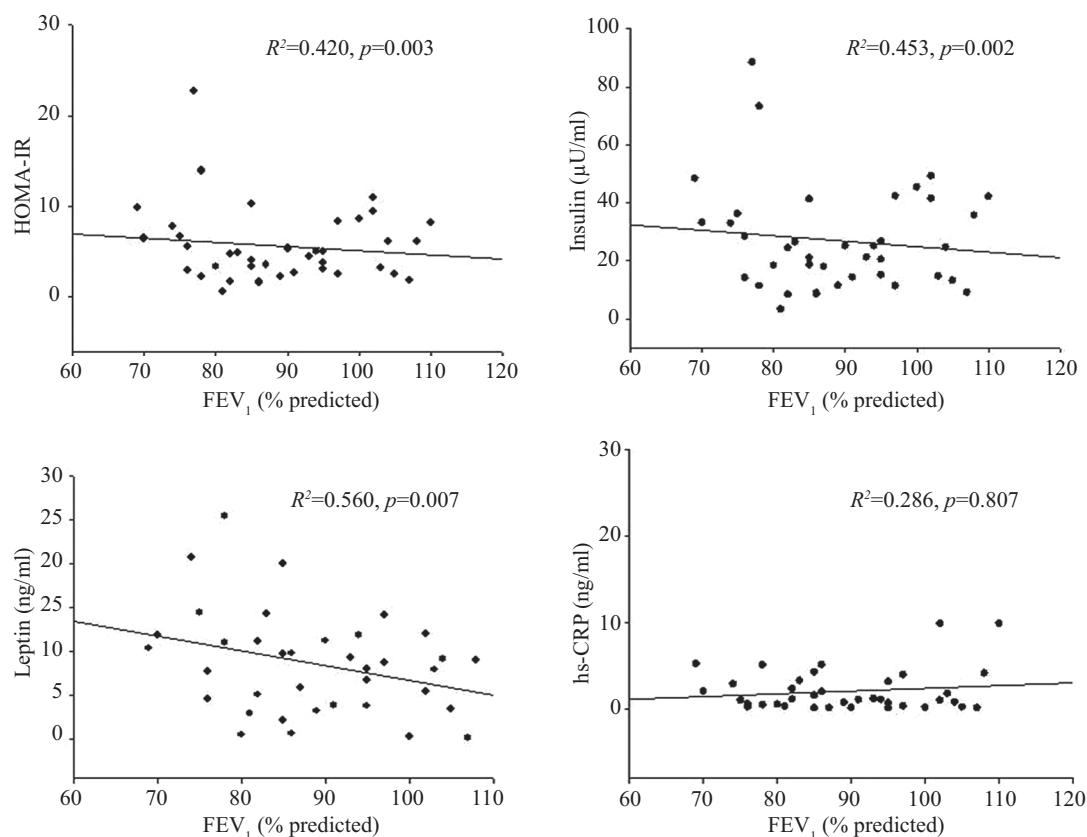 R²=0.420, p=0.003
HOMA-IR
30
20
10
0
60 70 80 90 100 110 120
FEV₁ (% predicted)
R²=0.453, p=0.002
Insulin (µU/ml)
100
80
60
40
20
0
60 70 80 90 100 110 120
FEV₁ (% predicted)
R²=0.560, p=0.007
Leptin (ng/ml)
30
25
20
15
10
5
0
60 70 80 90 100 110
FEV₁ (% predicted)
R²=0.286, p=0.807
hs-CRP (ng/ml)
30
20
10
0
60 70 80 90 100 110 120
FEV₁ (% predicted)